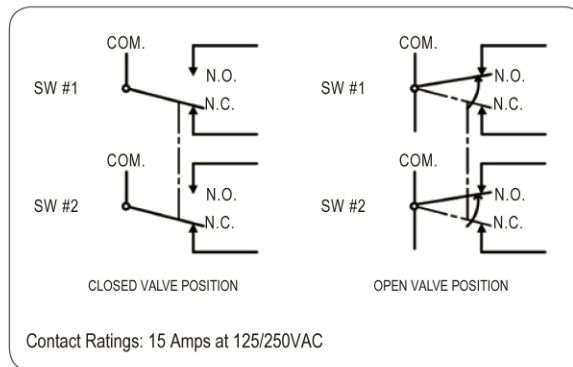 COM.
SW #1
N.O.
N.C.
COM.
SW #2
N.O.
N.C.
CLOSED VALVE POSITION
COM.
SW #1
N.O.
N.C.
COM.
SW #2
N.O.
N.C.
OPEN VALVE POSITION
Contact Ratings: 15 Amps at 125/250VAC